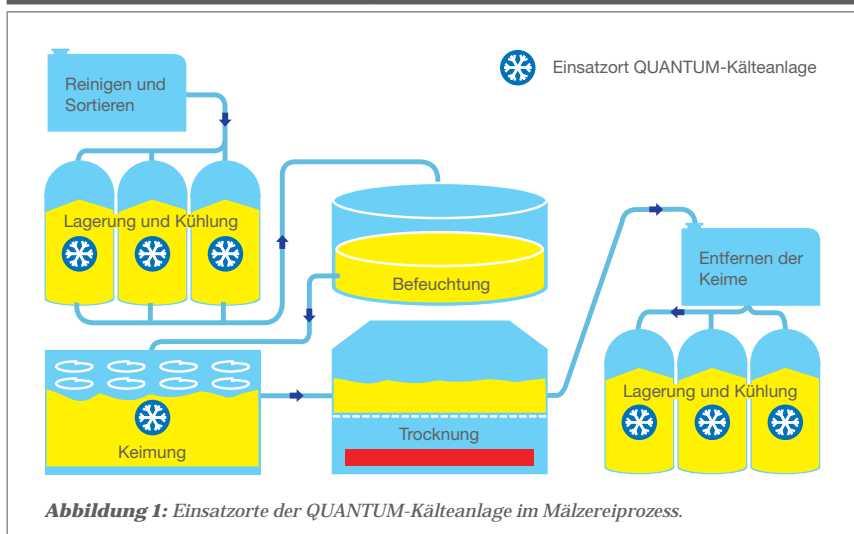 Einsatzort QUANTUM-Kälteanlage
Reinigen und
Sortieren
Lagerung und Kühlung
Befeuchtung
Keimung
Trocknung
Entfernen der
Keime
Lagerung und Kühlung
Abbildung 1: Einsatzorte der QUANTUM-Kälteanlage im Mälzereiprozess.